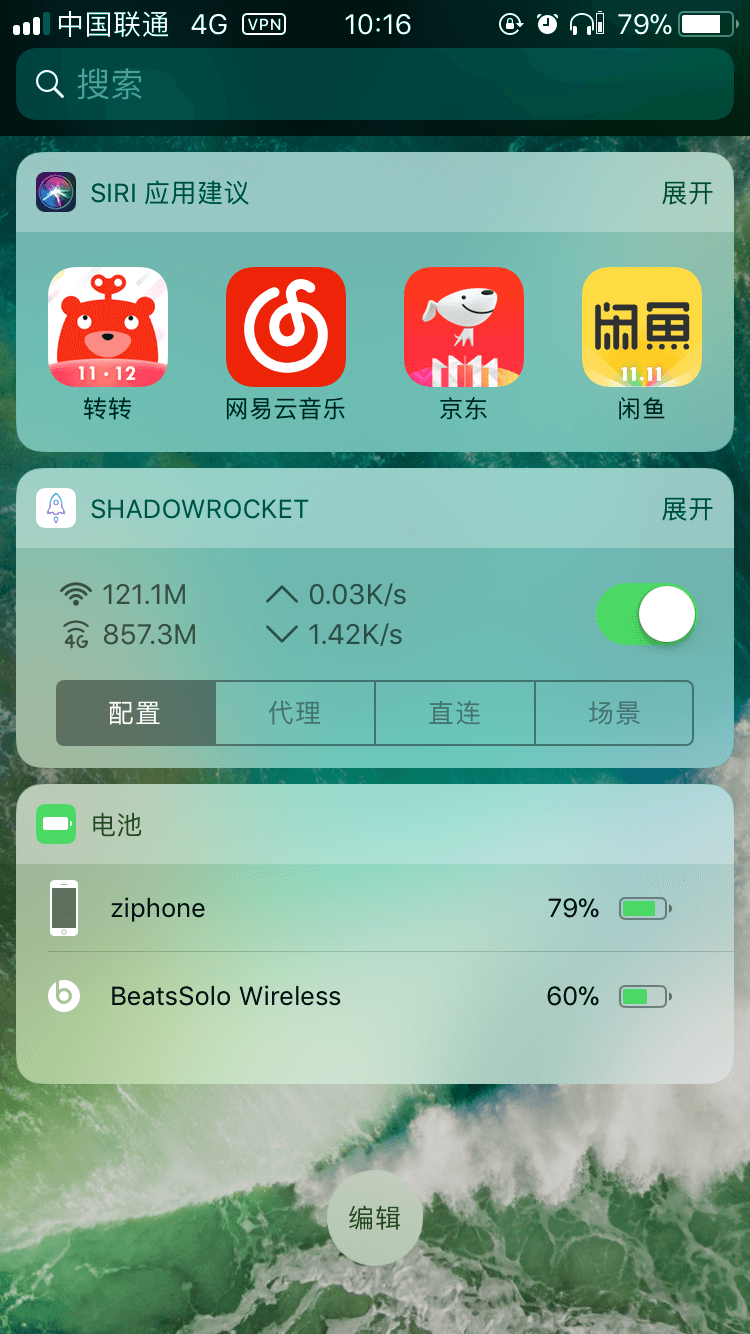 中国联通 4G VPN 10:16 79%
搜索
SIRI 应用建议 展开
11·12
闲鱼
11.11
转转 网易云音乐 京东 闲鱼
SHADOWROCKET 展开
121.1M 0.03K/s
4G 857.3M 1.42K/s
配置 代理 直连 场景
电池
ziphone 79%
BeatsSolo Wireless 60%
编辑